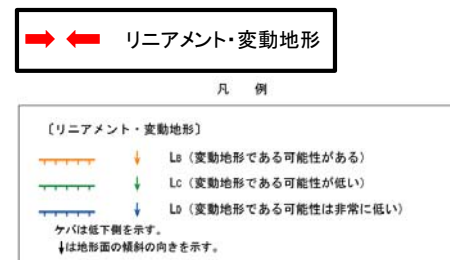 リニアメント・変動地形
凡 例
〔リニアメント・変動地形〕
LB（変動地形である可能性がある）
LC（変動地形である可能性が低い）
LD（変動地形である可能性は非常に低い）
ケバは低下側を示す。
↓は地形面の傾斜の向きを示す。